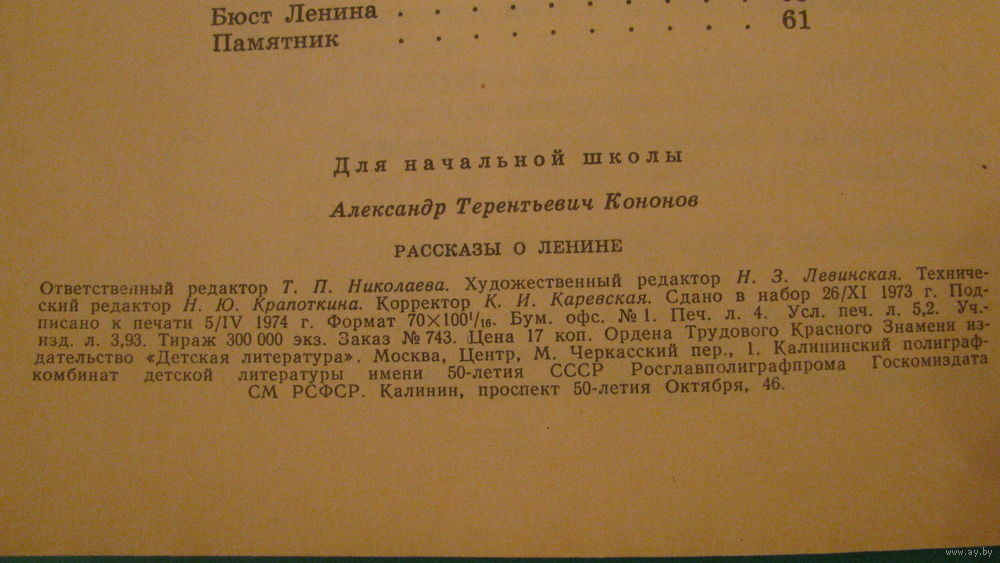 Бюст Ленина . . . . . . . . . .
Памятник . . . . . . . . . . 61
Для начальной школы
Александр Терентьевич Кононов
РАССКАЗЫ О ЛЕНИНЕ
Ответственный редактор Т. П. Николаева. Художественный редактор Н. З. Левинская. Техниче-
ский редактор Н. Ю. Крапоткина. Корректор К. И. Каревская. Сдано в набор 26/XI 1973 г. Под-
писано к печати 5/IV 1974 г. Формат 70×100¹/₁₆. Бум. офс. № 1. Печ. л. 4. Усл. печ. л. 5,2. Уч.-
изд. л. 3,93. Тираж 300 000 экз. Заказ № 743. Цена 17 коп. Ордена Трудового Красного Знамени из-
дательство «Детская литература». Москва, Центр, М. Черкасский пер., 1. Калининский полиграф-
комбинат детской литературы имени 50-летия СССР Росглавполиграфпрома Госкомиздата
СМ РСФСР. Калинин, проспект 50-летия Октября, 46.
www.ay.by